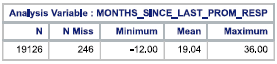 Analysis Variable : MONTHS_SINCE_LAST_PROM_RESP
N N Miss Minimum Mean Maximum
19126 246 -12.00 19.04 36.00